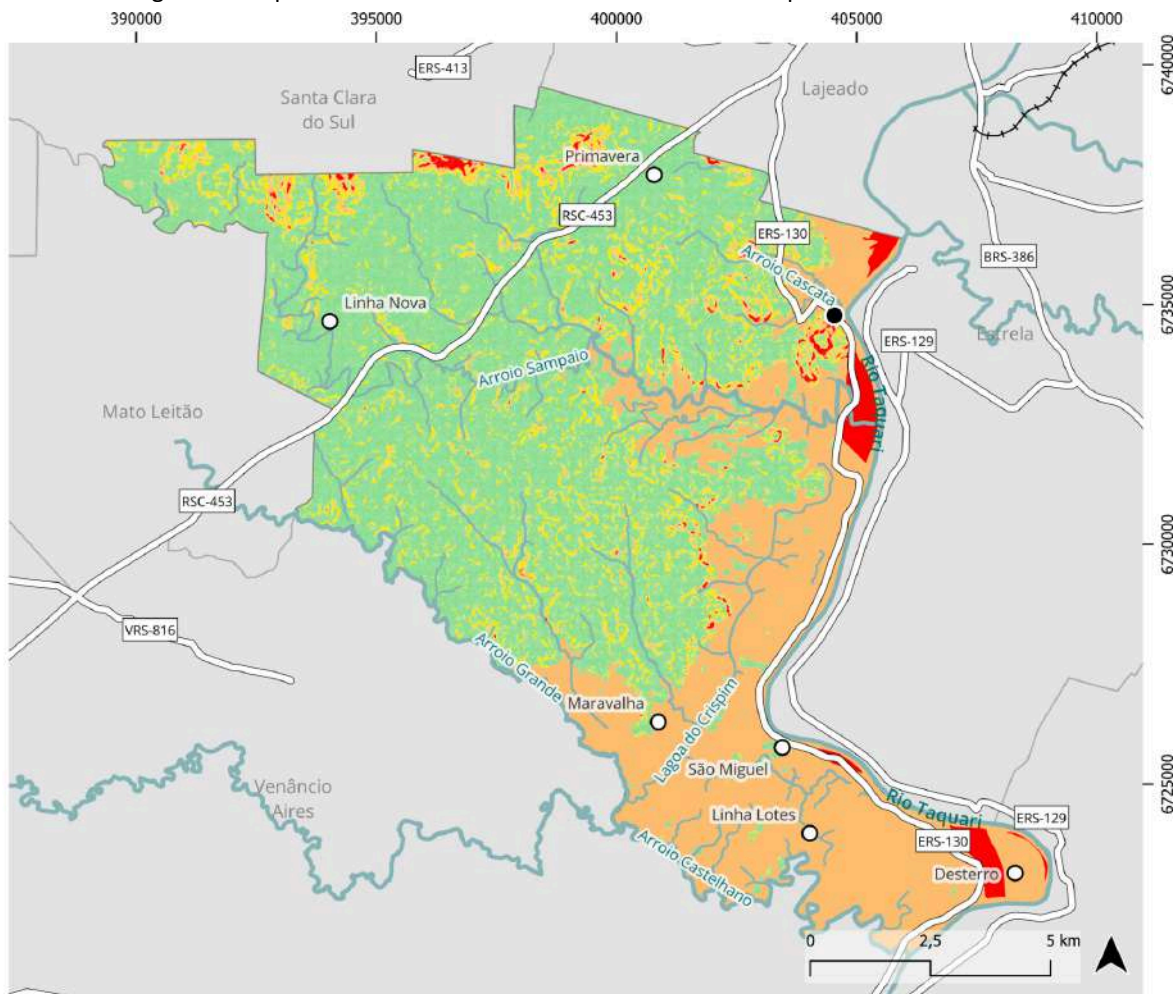 390000
395000
400000
405000
410000
6740000
ERS-413
Santa Clara
do Sul
Lajeado
Primavera
RSC-453
ERS-130
Arroio Cascata
BRS-386
Linha Nova
6735000
Estrela
ERS-129
Arroio Sampaio
Rio Taquari
Mato Leitão
RSC-453
6730000
VRS-816
Arroio Grande
Maravalha
Lagoa do Crispim
São Miguel
6725000
Venâncio
Aires
Rio Taquari
Linha Lotes
ERS-129
ERS-130
Arroio Castelhano
Desterro
0
2,5
5 km